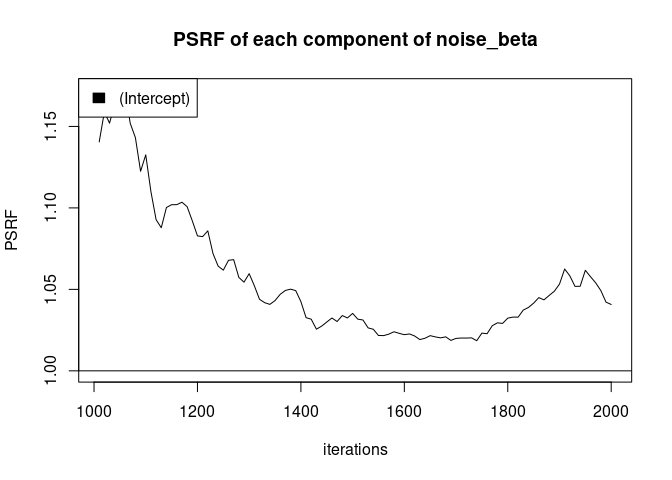 PSRF of each component of noise_beta
(Intercept)
PSRF
1.15
1.10
1.05
1.00
1000 1200 1400 1600 1800 2000
iterations